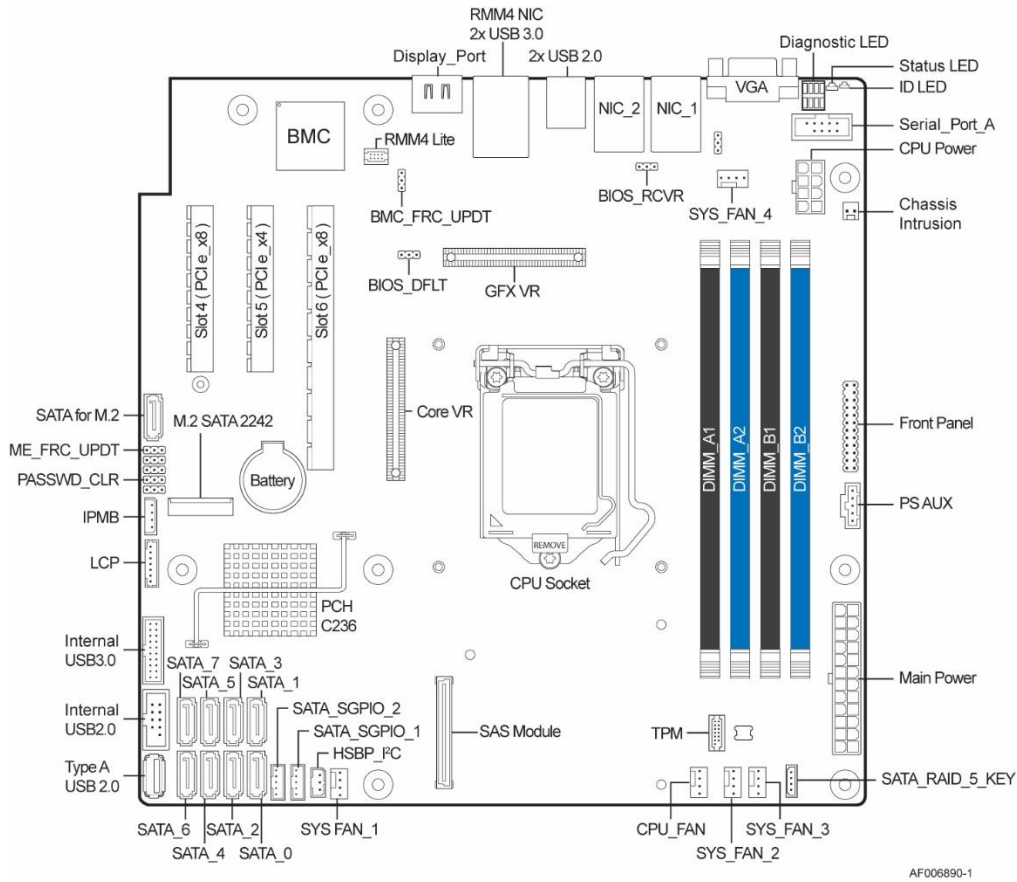 RMM4 NIC
2x USB 3.0
Display_Port
2x USB 2.0
Diagnostic LED
Status LED
ID LED
VGA
NIC_2
NIC_1
BMC
RMM4 Lite
Serial_Port_A
CPU Power
BIOS_RCVR
BMC_FRC_UPDT
SYS_FAN_4
Chassis
Intrusion
Slot 4 ( PCI e_x8)
Slot 5 ( PCI e_x4)
Slot 6 ( PCI e_x8)
BIOS_DFLT
GFX VR
SATA for M.2
M.2 SATA 2242
Core VR
DIMM_A1
DIMM_A2
DIMM_B1
DIMM_B2
Front Panel
ME_FRC_UPDT
PASSWD_CLR
Battery
IPMB
PS AUX
LCP
REMOVE
CPU Socket
PCH
C236
Internal
USB3.0
SATA_7
SATA_3
SATA_5
SATA_1
Main Power
Internal
USB2.0
SATA_SGPIO_2
SATA_SGPIO_1
HSBP_I²C
SAS Module
TPM
Type A
USB 2.0
SATA_RAID_5_KEY
SATA_6
SATA_2
SYS FAN_1
CPU_FAN
SYS_FAN_3
SATA_4
SATA_0
SYS_FAN_2
AF006890-1